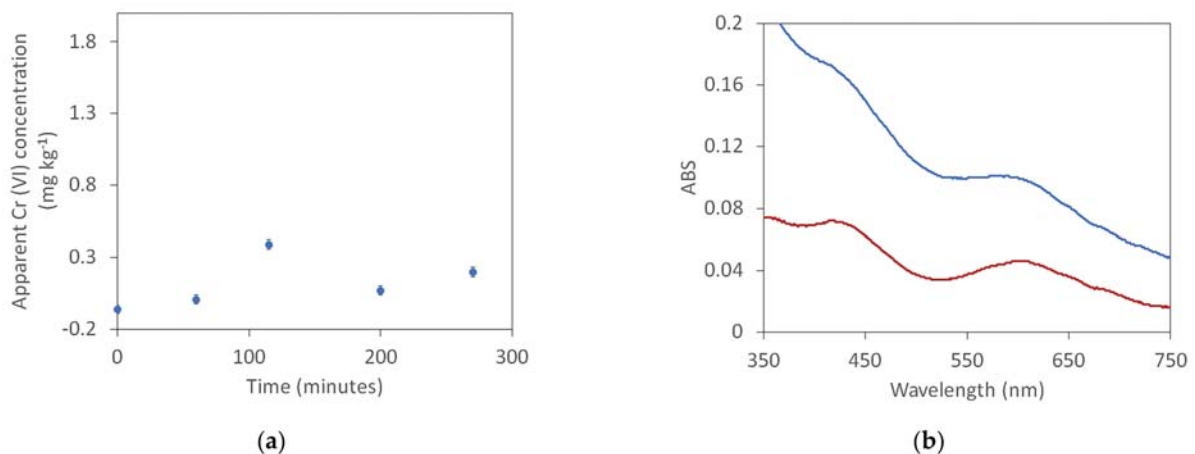 Apparent Cr (VI) concentration
(mg kg⁻¹)
1.8
1.3
0.8
0.3
-0.2
0
100
200
300
Time (minutes)
(a)
ABS
0.2
0.16
0.12
0.08
0.04
0
350
450
550
650
750
Wavelength (nm)
(b)